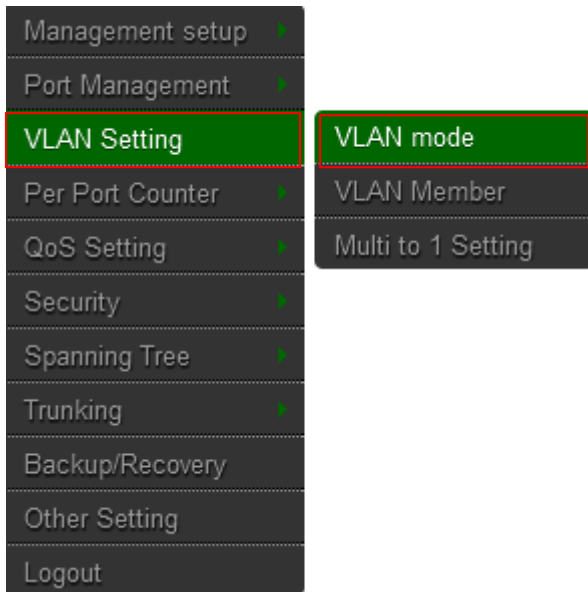 Management setup
Port Management
VLAN Setting
Per Port Counter
QoS Setting
Security
Spanning Tree
Trunking
Backup/Recovery
Other Setting
Logout
VLAN mode
VLAN Member
Multi to 1 Setting